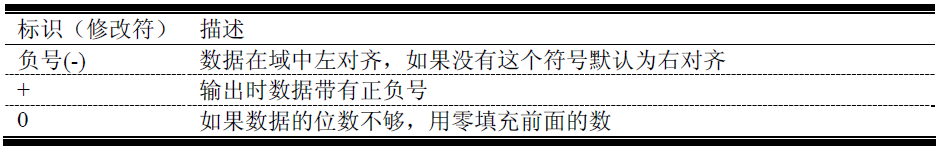 标识（修改符） 描述
负号(-) 数据在域中左对齐，如果没有这个符号默认为右对齐
+ 输出时数据带有正负号
0 如果数据的位数不够，用零填充前面的数